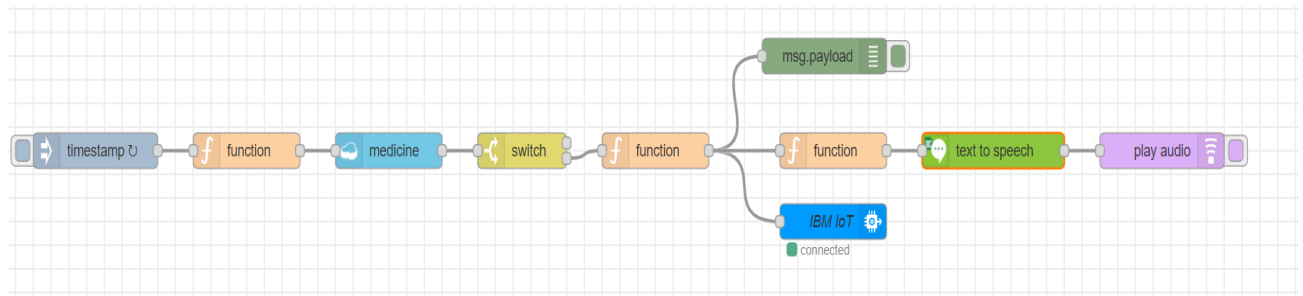 msg.payload
timestamp ↻
function
medicine
switch
function
function
text to speech
play audio
IBM IoT
connected